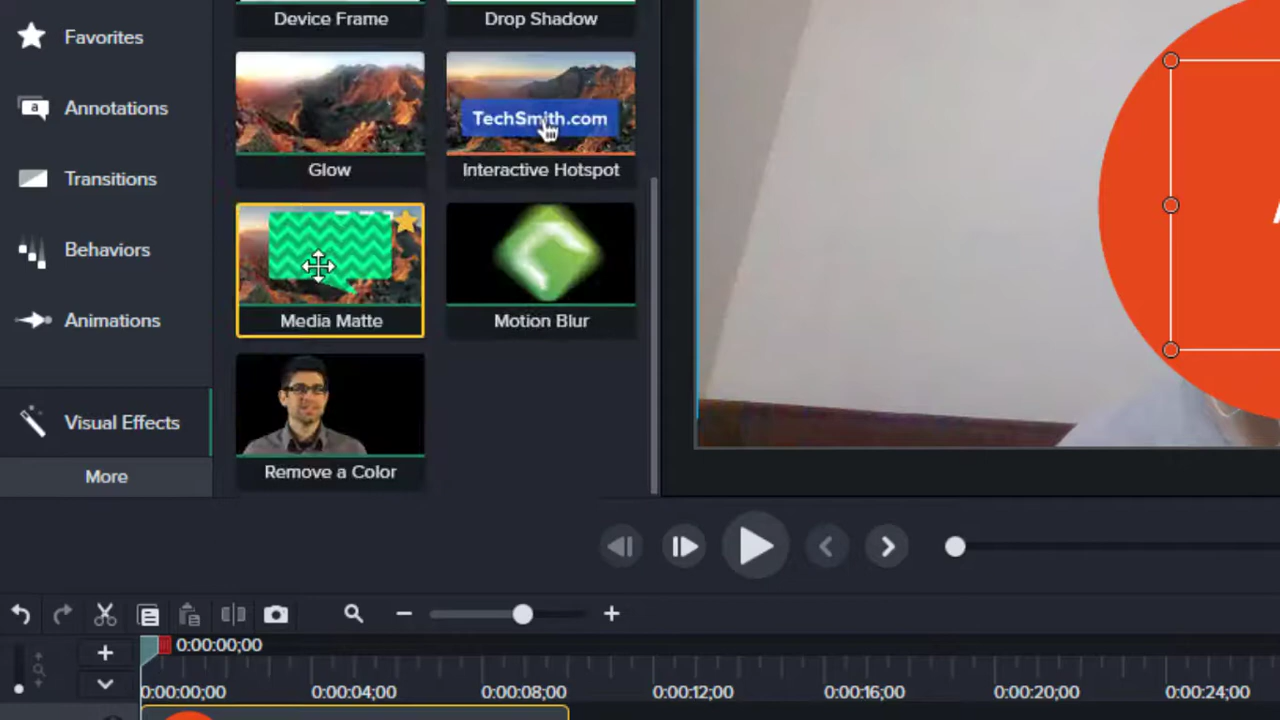 Favorites
Annotations
Transitions
Behaviors
Animations
Visual Effects
More
Device Frame
Drop Shadow
TechSmith.com
Glow
Interactive Hotspot
Media Matte
Motion Blur
Remove a Color
0:00:00;00
0:00:00;00 0:00:04;00 0:00:08;00 0:00:12;00 0:00:16;00 0:00:20;00 0:00:24;00